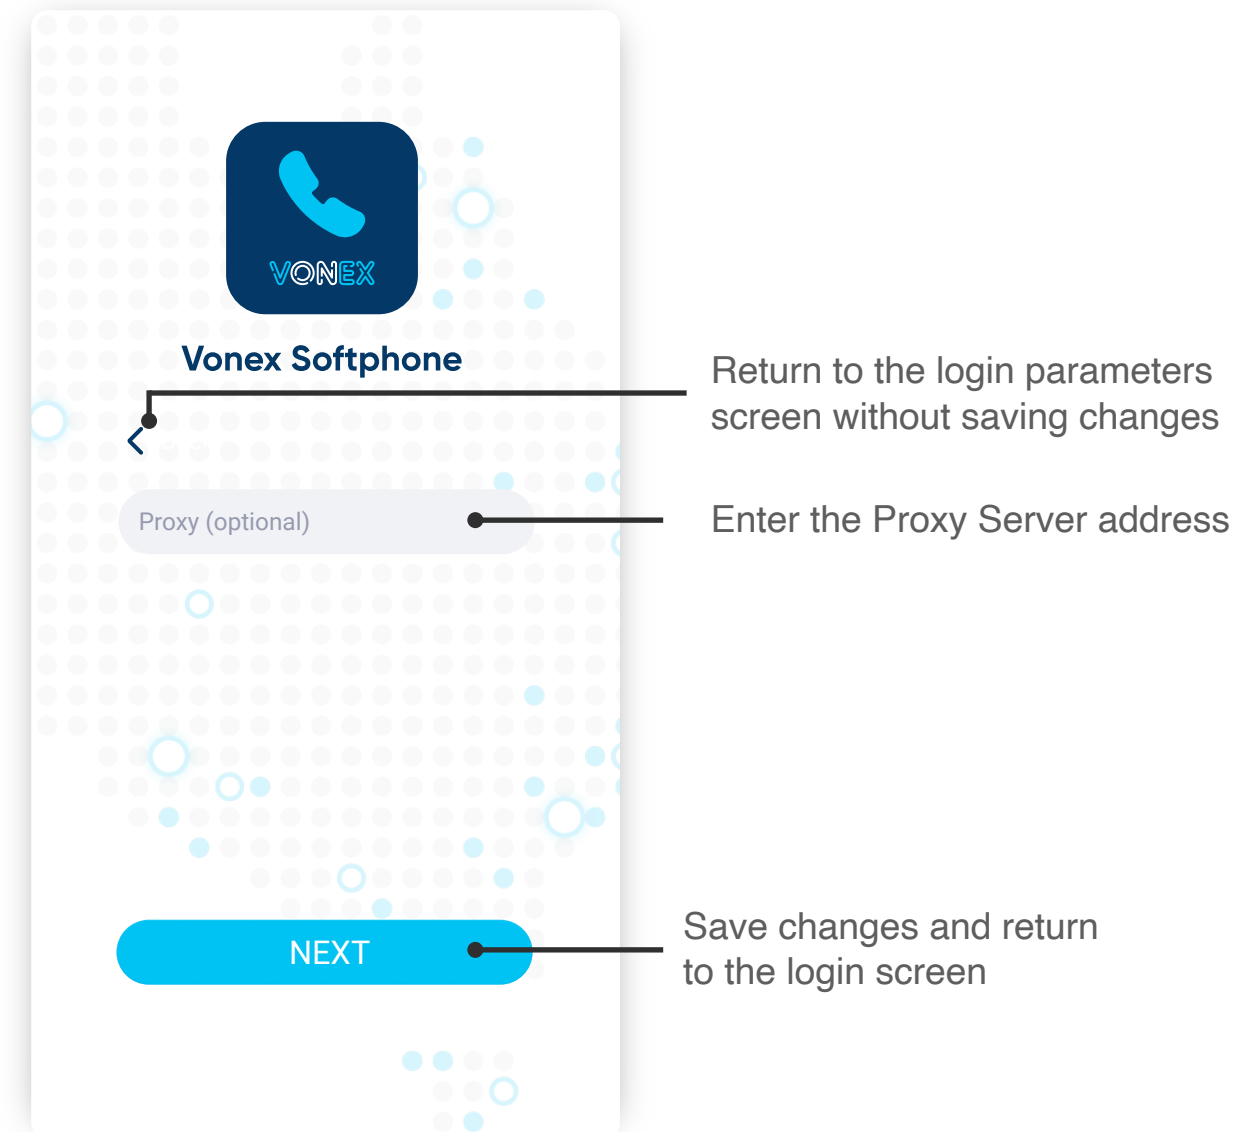 VONEX
Vonex Softphone
Return to the login parameters
screen without saving changes
Proxy (optional)
Enter the Proxy Server address
NEXT
Save changes and return
to the login screen